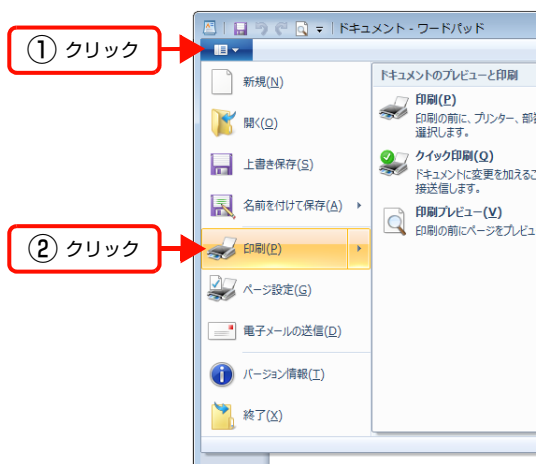 ドキュメント - ワードパッド
① クリック
新規(N)
開く(O)
上書き保存(S)
名前を付けて保存(A)
② クリック
印刷(P)
ページ設定(G)
電子メールの送信(D)
バージョン情報(T)
終了(X)
ドキュメントのプレビューと印刷
印刷(P)
印刷の前に、プリンター、部
選択します。
クイック印刷(Q)
ドキュメントに変更を加えるこ
接送信します。
印刷プレビュー(V)
印刷の前にページをプレビュ